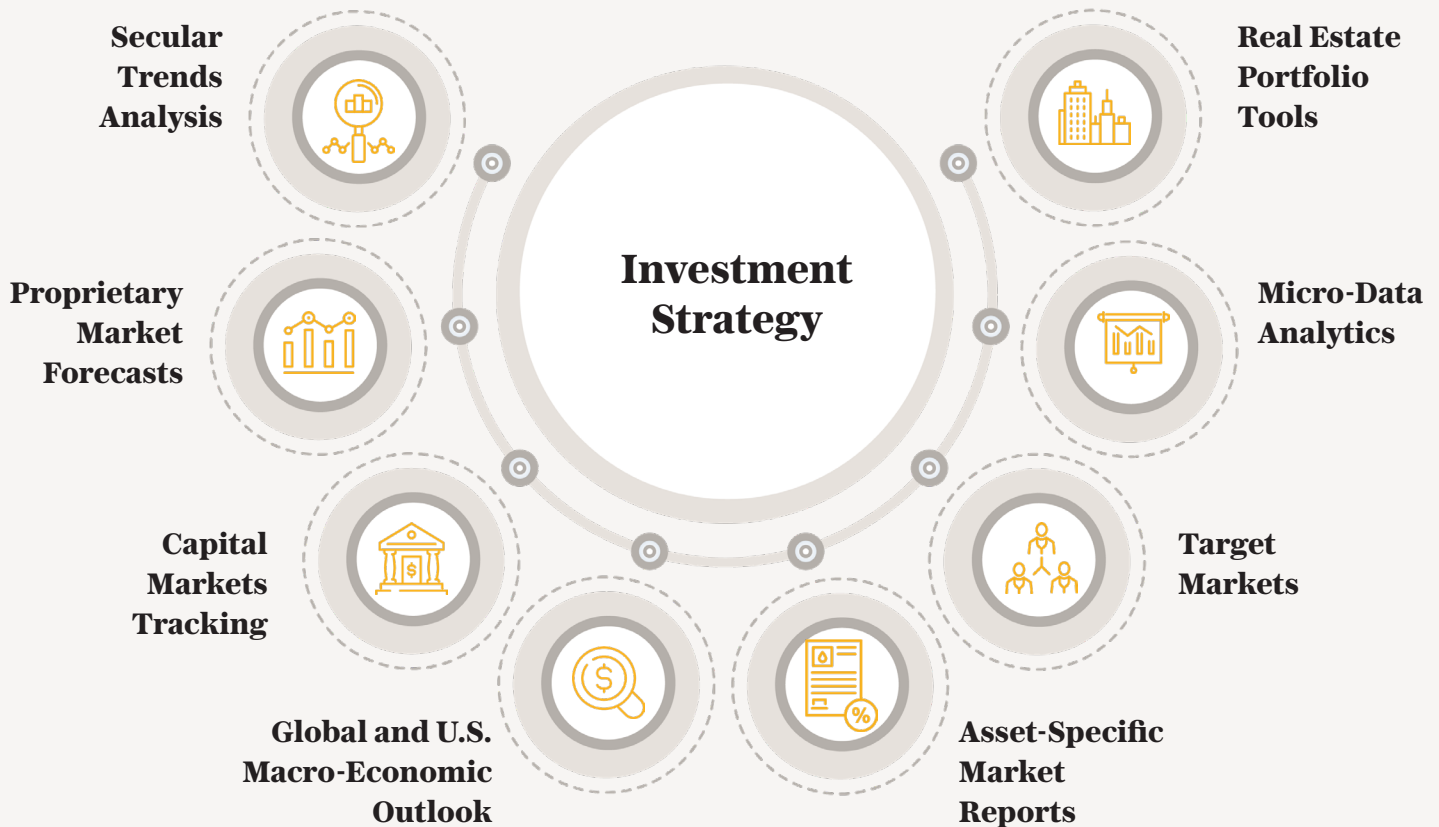 Secular
Trends
Analysis
Real Estate
Portfolio
Tools
Investment
Strategy
Proprietary
Market
Forecasts
Micro-Data
Analytics
Capital
Markets
Tracking
$
Target
Markets
Global and U.S.
Macro-Economic
Outlook
$
%
Asset-Specific
Market
Reports